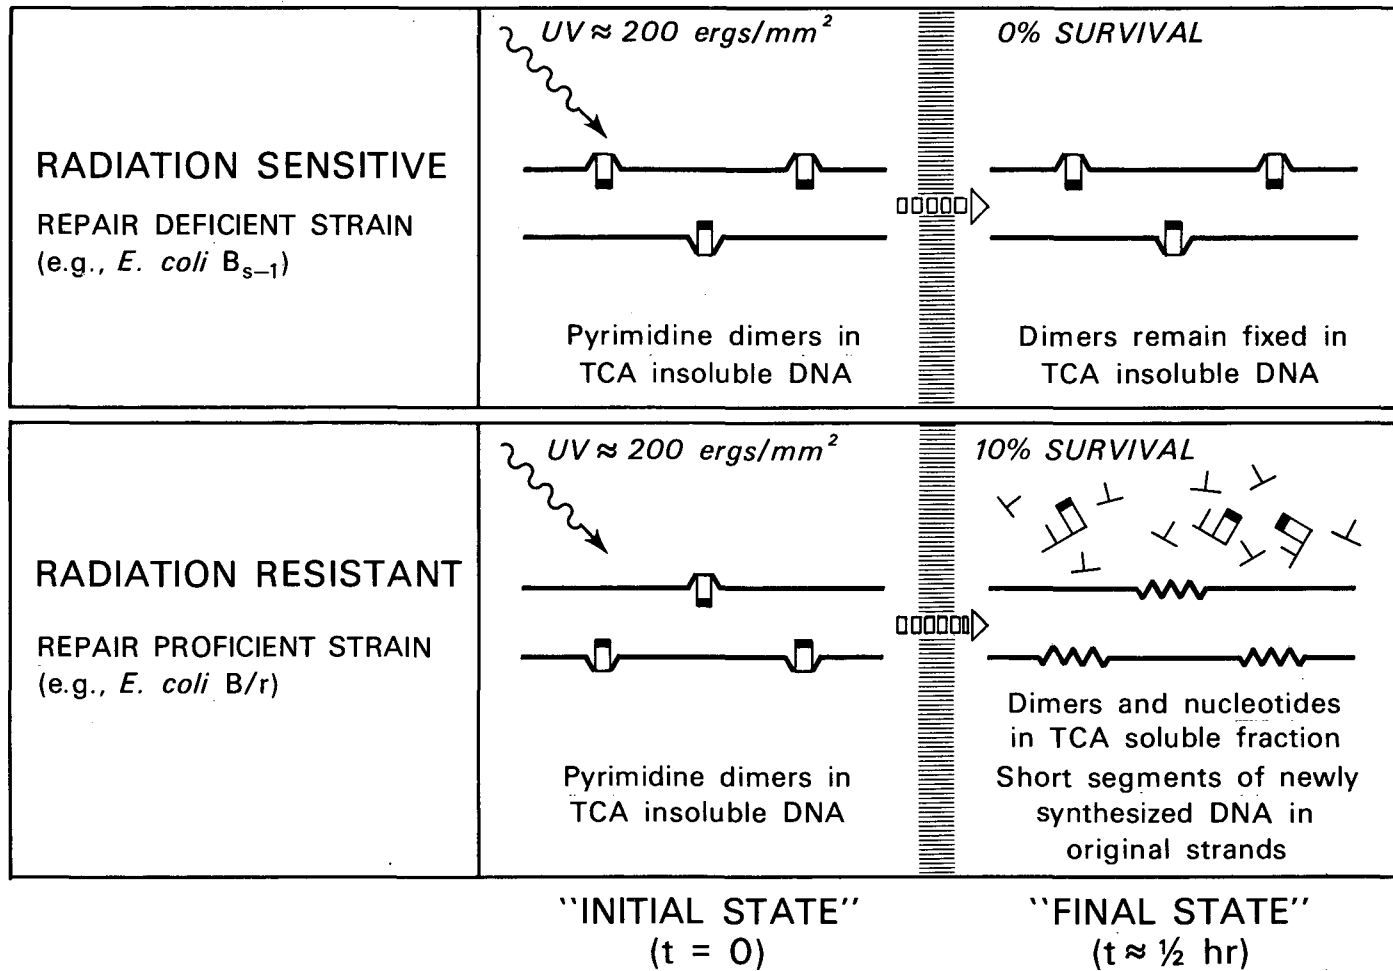 RADIATION SENSITIVE
REPAIR DEFICIENT STRAIN
(e.g., E. coli Bs–1)
UV ≈ 200 ergs/mm²
Pyrimidine dimers in
TCA insoluble DNA
0% SURVIVAL
Dimers remain fixed in
TCA insoluble DNA
RADIATION RESISTANT
REPAIR PROFICIENT STRAIN
(e.g., E. coli B/r)
UV ≈ 200 ergs/mm²
Pyrimidine dimers in
TCA insoluble DNA
10% SURVIVAL
Dimers and nucleotides
in TCA soluble fraction
Short segments of newly
synthesized DNA in
original strands
"INITIAL STATE"
(t = 0)
"FINAL STATE"
(t ≈ ½ hr)